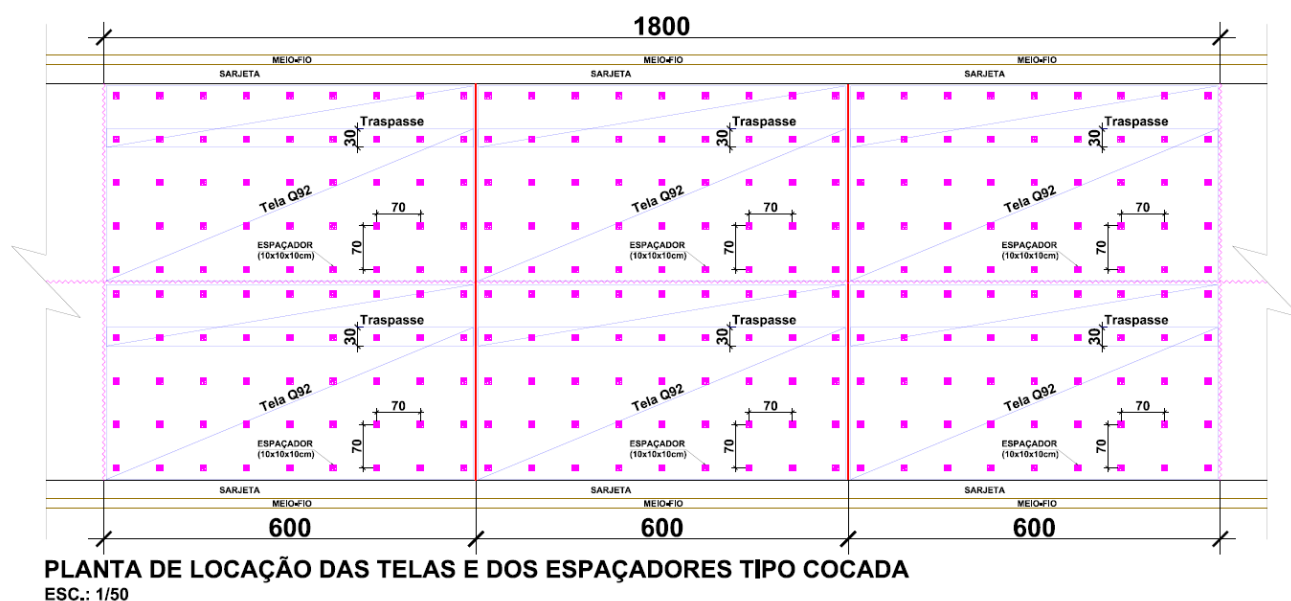 1800
MEIO-FIO MEIO-FIO MEIO-FIO
SARJETA SARJETA SARJETA
Traspasse Traspasse Traspasse
30 30 30
Tela Q92 Tela Q92 Tela Q92
70 70 70
70 70 70
ESPAÇADOR ESPAÇADOR ESPAÇADOR
(10x10x10cm) (10x10x10cm) (10x10x10cm)
Traspasse Traspasse Traspasse
30 30 30
Tela Q92 Tela Q92 Tela Q92
70 70 70
70 70 70
ESPAÇADOR ESPAÇADOR ESPAÇADOR
(10x10x10cm) (10x10x10cm) (10x10x10cm)
SARJETA SARJETA SARJETA
MEIO-FIO MEIO-FIO MEIO-FIO
600 600 600
PLANTA DE LOCAÇÃO DAS TELAS E DOS ESPAÇADORES TIPO COCADA
ESC.: 1/50